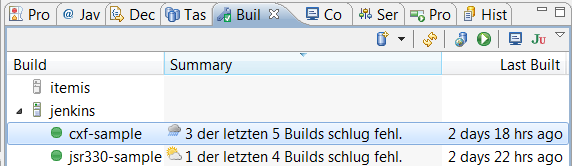 Pro Jav Dec Tas Buil Co Ser Pro Hist
Build Summary Last Built
itemis
jenkins
cxf-sample 3 der letzten 5 Builds schlug fehl. 2 days 18 hrs ago
jsr330-sample 1 der letzten 4 Builds schlug fehl. 2 days 22 hrs ago